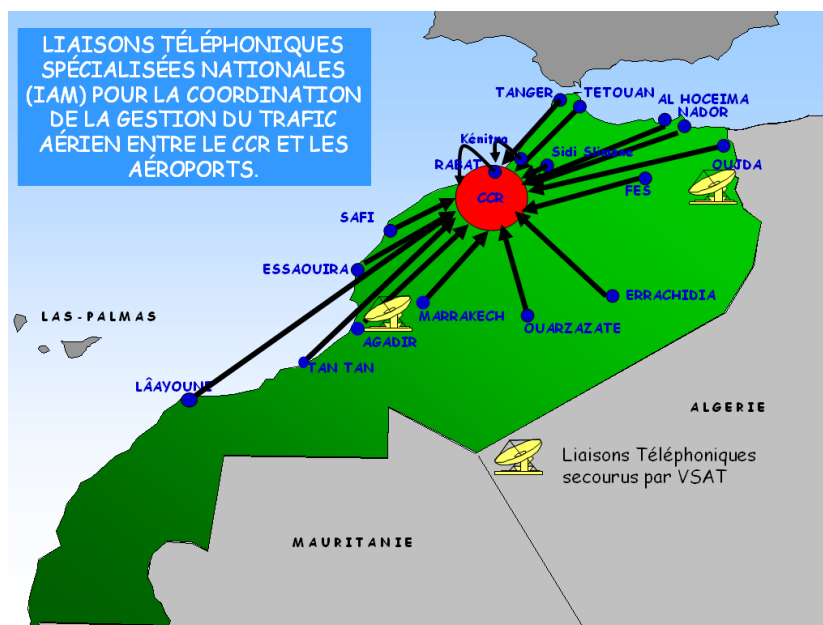 LIAISONS TÉLÉPHONIQUES
SPÉCIALISÉES NATIONALES
(IAM) POUR LA COORDINATION
DE LA GESTION DU TRAFIC
AÉRIEN ENTRE LE CCR ET LES
AÉROPORTS.
TANGER
TETOUAN
AL HOCEIMA
NADOR
Kénitra
Sidi Slimane
RABAT
OUJDA
CCR
FES
SAFI
ESSAOUIRA
ERRACHIDIA
MARRAKECH
LAS-PALMAS
OUARZAZATE
AGADIR
TAN TAN
LÂAYOUNE
ALGERIE
Liaisons Téléphoniques
secourus par VSAT
MAURITANIE